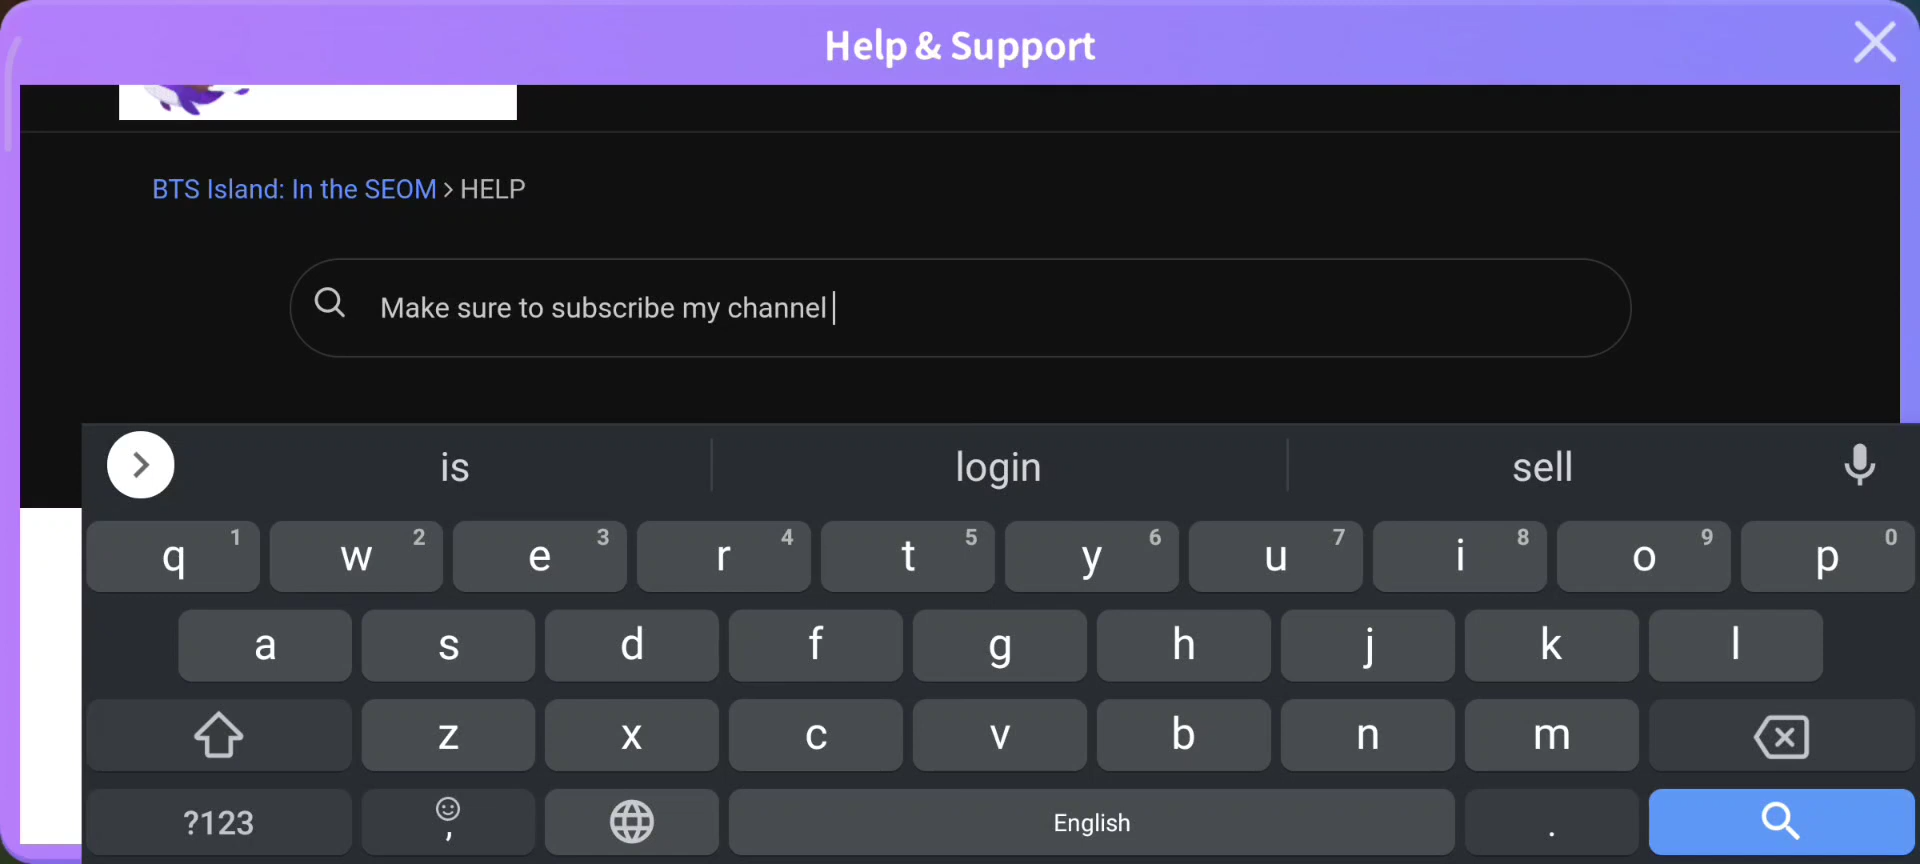 Help & Support
BTS Island: In the SEOM > HELP
Make sure to subscribe my channel
is login sell
q 1 w 2 e 3 r 4 t 5 y 6 u 7 i 8 o 9 p 0
a s d f g h j k l
z x c v b n m
?123 , English .